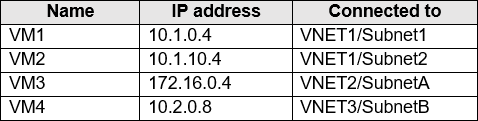 Name IP address Connected to
VM1 10.1.0.4 VNET1/Subnet1
VM2 10.1.10.4 VNET1/Subnet2
VM3 172.16.0.4 VNET2/SubnetA
VM4 10.2.0.8 VNET3/SubnetB